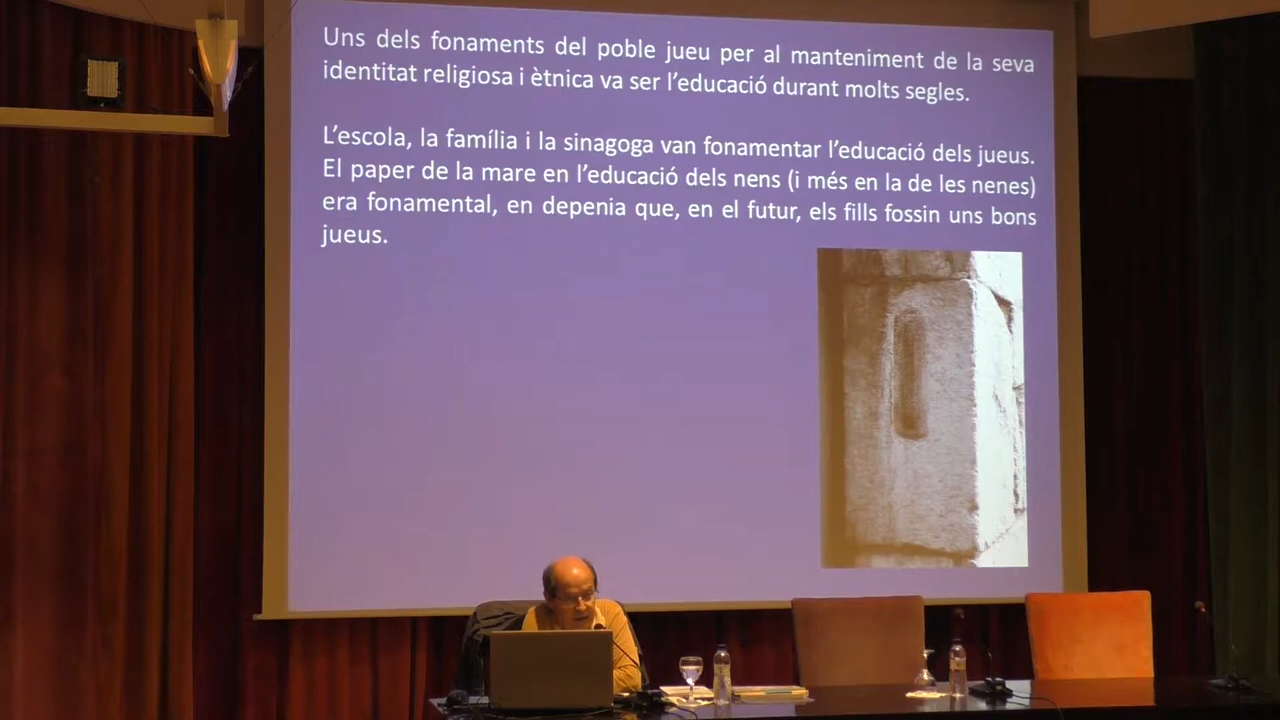 Uns dels fonaments del poble jueu per al manteniment de la seva
identitat religiosa i ètnica va ser l’educació durant molts segles.
L’escola, la família i la sinagoga van fonamentar l’educació dels jueus.
El paper de la mare en l’educació dels nens (i més en la de les nenes)
era fonamental, en depenia que, en el futur, els fills fossin uns bons
jueus.